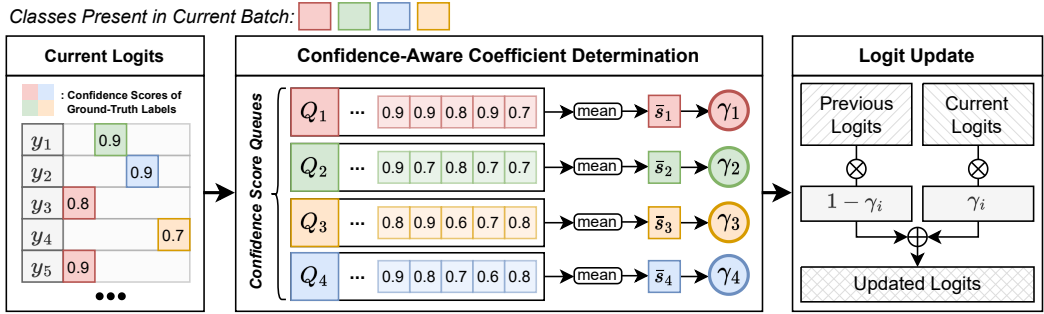 Classes Present in Current Batch:
Current Logits
: Confidence Scores of
Ground-Truth Labels
y₁ 0.9
y₂ 0.9
y₃ 0.8
y₄ 0.7
y₅ 0.9
•••
Confidence-Aware Coefficient Determination
Confidence Score Queues
Q₁ ··· 0.9 0.9 0.8 0.9 0.7 mean s̄₁ γ₁
Q₂ ··· 0.9 0.7 0.8 0.7 0.7 mean s̄₂ γ₂
Q₃ ··· 0.8 0.9 0.6 0.7 0.8 mean s̄₃ γ₃
Q₄ ··· 0.9 0.8 0.7 0.6 0.8 mean s̄₄ γ₄
Logit Update
Previous
Logits
Current
Logits
1 − γᵢ
γᵢ
Updated Logits